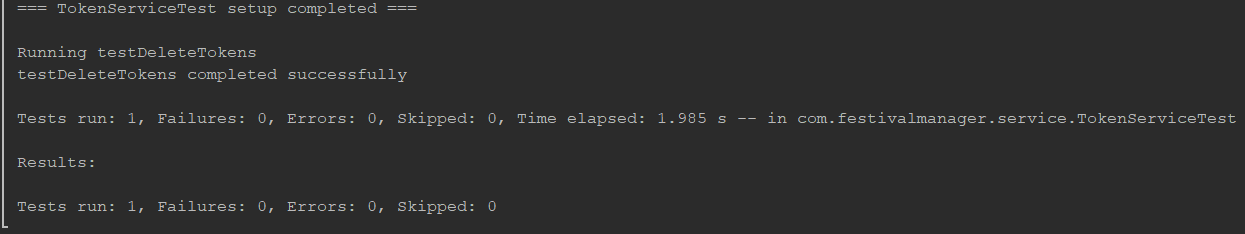 === TokenServiceTest setup completed ===
Running testDeleteTokens
testDeleteTokens completed successfully
Tests run: 1, Failures: 0, Errors: 0, Skipped: 0, Time elapsed: 1.985 s -- in com.festivalmanager.service.TokenServiceTest
Results:
Tests run: 1, Failures: 0, Errors: 0, Skipped: 0